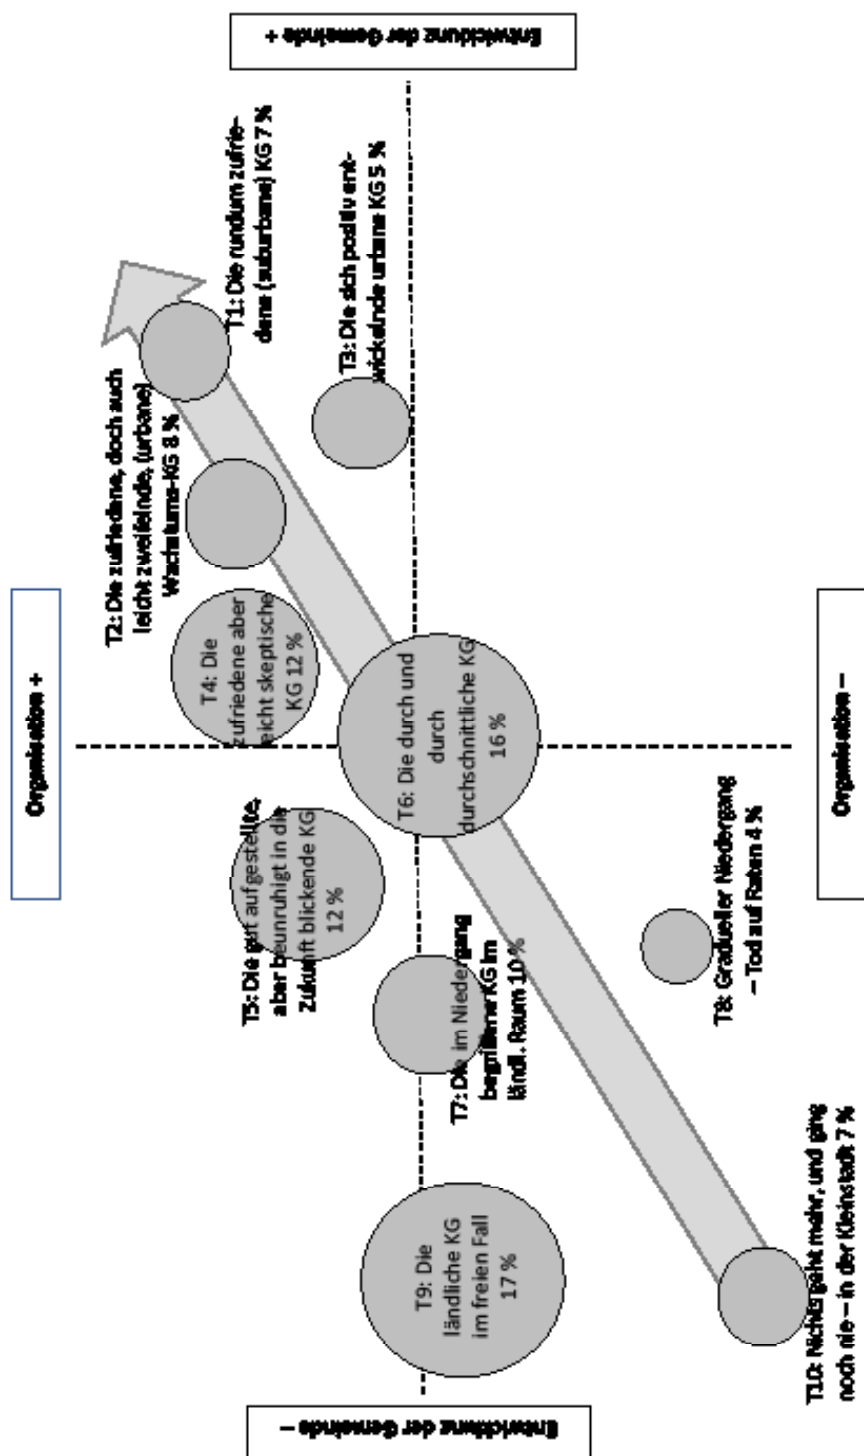 Organisation +
T2: Die zufriedene, doch auch
leicht zweifelnde, (urbane)
Wachstums-KG 8 %
T1: Die rundum zufrie-
dene (suburbane) KG 7 %
T4: Die
zufriedene aber
leicht skeptische
KG 12 %
T3: Die sich positiv ent-
wickelnde urbane KG 5 %
T5: Die gut aufgestellte,
aber beunruhigt in die
Zukunft blickende KG
12 %
Entwicklung der Gemeinde –
Entwicklung der Gemeinde +
T6: Die durch und
durch
durchschnittliche KG
16 %
T9: Die
ländliche KG
im freien Fall
17 %
T7: Die im Niedergang
begriffene KG im
ländl. Raum 10 %
T8: Gradueller Niedergang
– Tod auf Raten 4 %
T10: Nichts geht mehr, und ging
noch nie – in der Kleinstadt 7 %
Organisation –